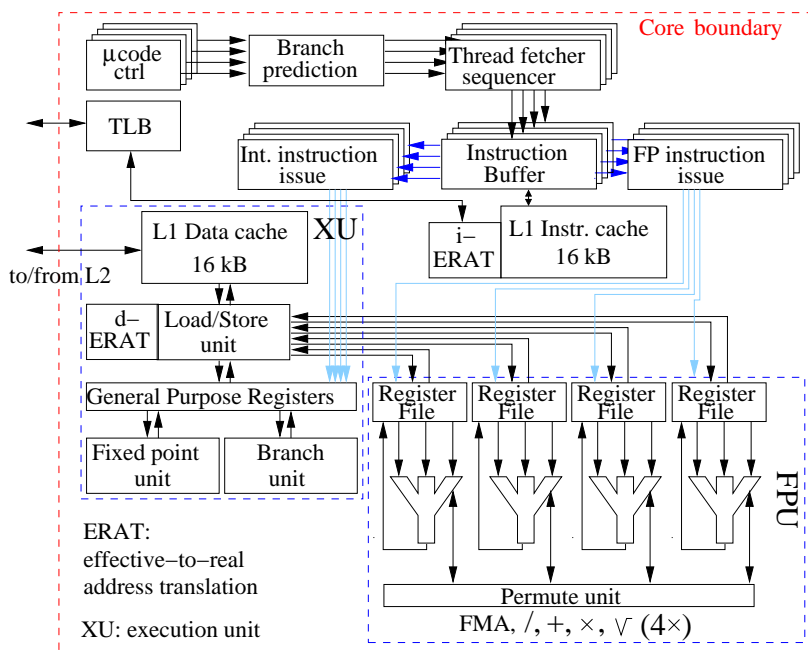 Core boundary
μcode
ctrl
Branch
prediction
Thread fetcher
sequencer
TLB
Int. instruction
issue
Instruction
Buffer
FP instruction
issue
L1 Data cache
16 kB
XU
i−
ERAT
L1 Instr. cache
16 kB
to/from L2
d−
ERAT
Load/Store
unit
General Purpose Registers
Fixed point
unit
Branch
unit
Register
File
Register
File
Register
File
Register
File
FPU
Permute unit
FMA, /, +, ×, √ (4×)
ERAT:
effective−to−real
address translation
XU: execution unit